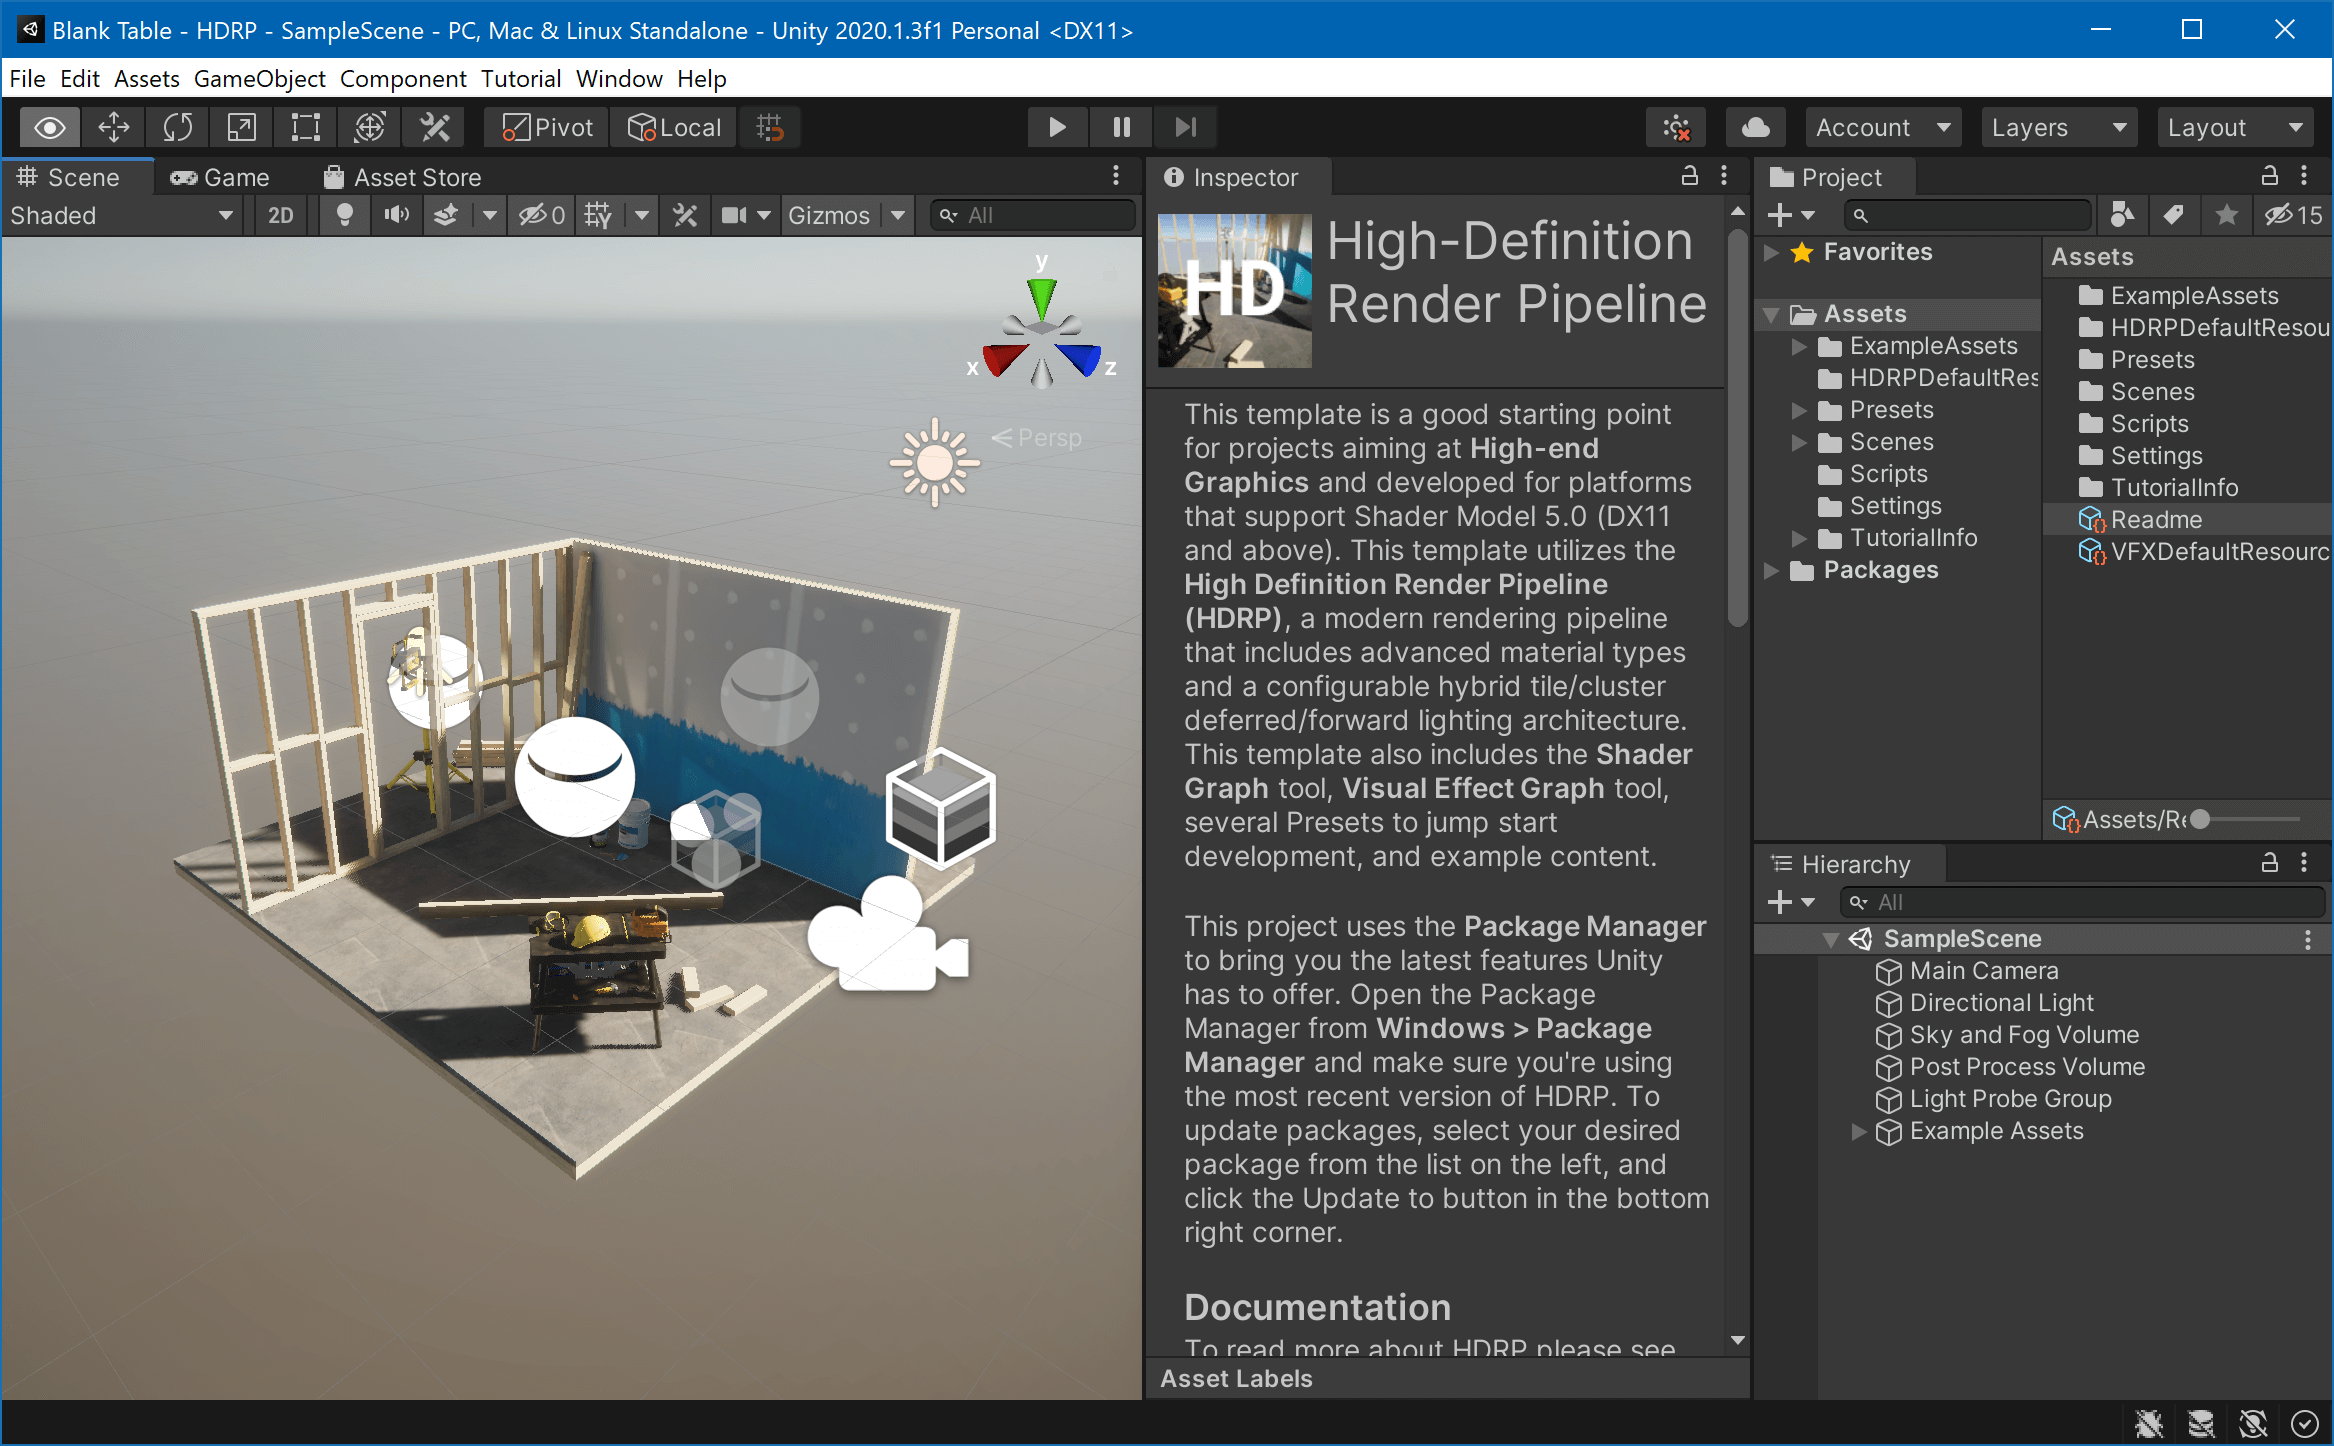 Blank Table - HDRP - SampleScene - PC, Mac & Linux Standalone - Unity 2020.1.3f1 Personal <DX11>
File Edit Assets GameObject Component Tutorial Window Help
Pivot Local Account Layers Layout
Scene Game Asset Store
Shaded 2D 0 Gizmos All
y
x z
Persp
Inspector
HD
High-Definition
Render Pipeline
This template is a good starting point
for projects aiming at High-end
Graphics and developed for platforms
that support Shader Model 5.0 (DX11
and above). This template utilizes the
High Definition Render Pipeline
(HDRP), a modern rendering pipeline
that includes advanced material types
and a configurable hybrid tile/cluster
deferred/forward lighting architecture.
This template also includes the Shader
Graph tool, Visual Effect Graph tool,
several Presets to jump start
development, and example content.
This project uses the Package Manager
to bring you the latest features Unity
has to offer. Open the Package
Manager from Windows > Package
Manager and make sure you're using
the most recent version of HDRP. To
update packages, select your desired
package from the list on the left, and
click the Update to button in the bottom
right corner.
Documentation
To read more about HDRP please see
Asset Labels
Project
15
Favorites
Assets
ExampleAssets
HDRPDefaultRes
Presets
Scenes
Scripts
Settings
TutorialInfo
Packages
Assets
ExampleAssets
HDRPDefaultResou
Presets
Scenes
Scripts
Settings
TutorialInfo
Readme
VFXDefaultResourc
Assets/Re
Hierarchy
All
SampleScene
Main Camera
Directional Light
Sky and Fog Volume
Post Process Volume
Light Probe Group
Example Assets